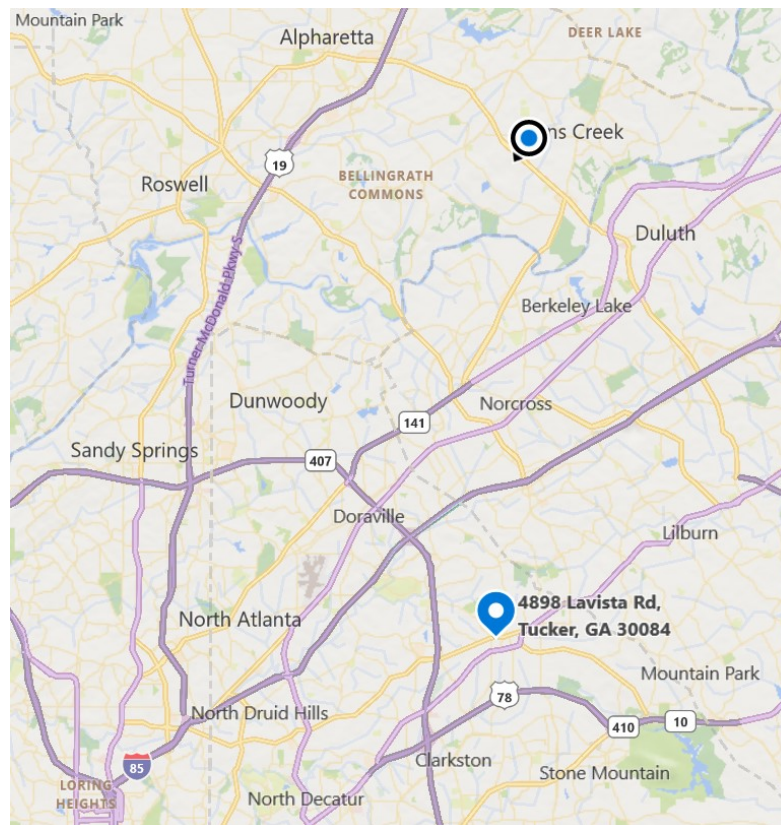 Mountain Park
DEER LAKE
Alpharetta
ns Creek
19
BELLINGRATH
COMMONS
Roswell
Duluth
Turner McDonald Pkwy S
Berkeley Lake
Dunwoody
Norcross
141
Sandy Springs
407
Doraville
Lilburn
4898 Lavista Rd,
Tucker, GA 30084
North Atlanta
Mountain Park
78
North Druid Hills
410
10
Clarkston
85
Stone Mountain
LORING
HEIGHTS
North Decatur